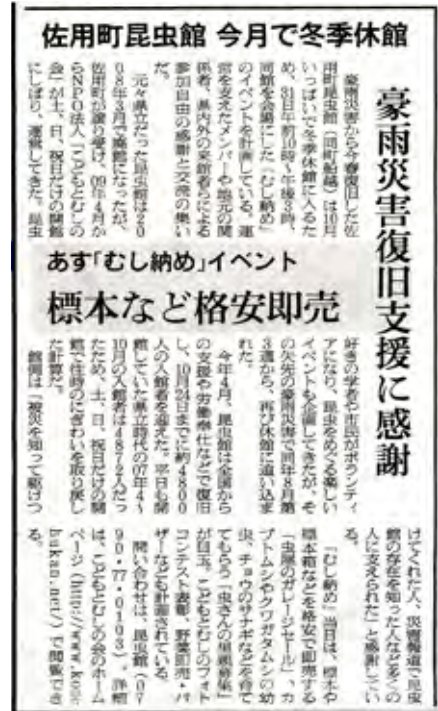 佐用町昆虫館 今月で冬季休館
豪雨災害復旧支援に感謝
あす「むし納め」イベント
標本など格安即売
豪雨災害から今春復旧した佐
用町昆虫館(同町船越)は10月
いっぱいで冬季休館に入るた
め、31日午前10時〜午後3時、
同館を会場にした「むし納め」
のイベントを計画している。運
営を支えたメンバーや地元の関
係者、県内外の来館者らによる
参加自由の感謝と交流の集い
元々県立だった昆虫館は20
08年3月で廃館になったが、
佐用町が譲り受け、09年4月か
らNPO法人「こどもとむしの
会」が土、日、祝日だけの開館
にしぼり、運営してきた。昆虫
好きの学者や市民がボランティ
アになり、昆虫をめぐる楽しい
イベントも企画してきたが、そ
の矢先の豪雨災害で同年8月第
3週から、再び休館に追い込ま
れた。
今年4月、昆虫館は全国から
の支援や労働奉仕などで復旧
し、10月24日までに約4800
人の入館者を迎えた。平日も開
館していた県立時代の07年4〜
10月の入館者は4872人だっ
たため、土、日、祝日だけの開
館で往時のにぎわいを取り戻し
た計算だ。
館側は「被災を知って駆けつ
けてくれた人、災害報道で昆虫
館の存在を知った人など多くの
人に支えられた」と感謝してい
る。
「むし納め」当日は、標本や
標本箱などを格安で即売する
「虫屋のガレージセール」、カ
ブトムシやクワガタムシの幼
虫、チョウのサナギなどを育て
てもらう「虫さんの里親募集」
が目玉。こどもとむしのフォト
コンテスト表彰、野菜即売・バ
ザーなども計画されている。
問い合わせは、昆虫館(07
90・77・0103)。詳細
は、こどもとむしの会のホーム
ページ(http://www.kon
bukan.net/)で閲覧でき
る。